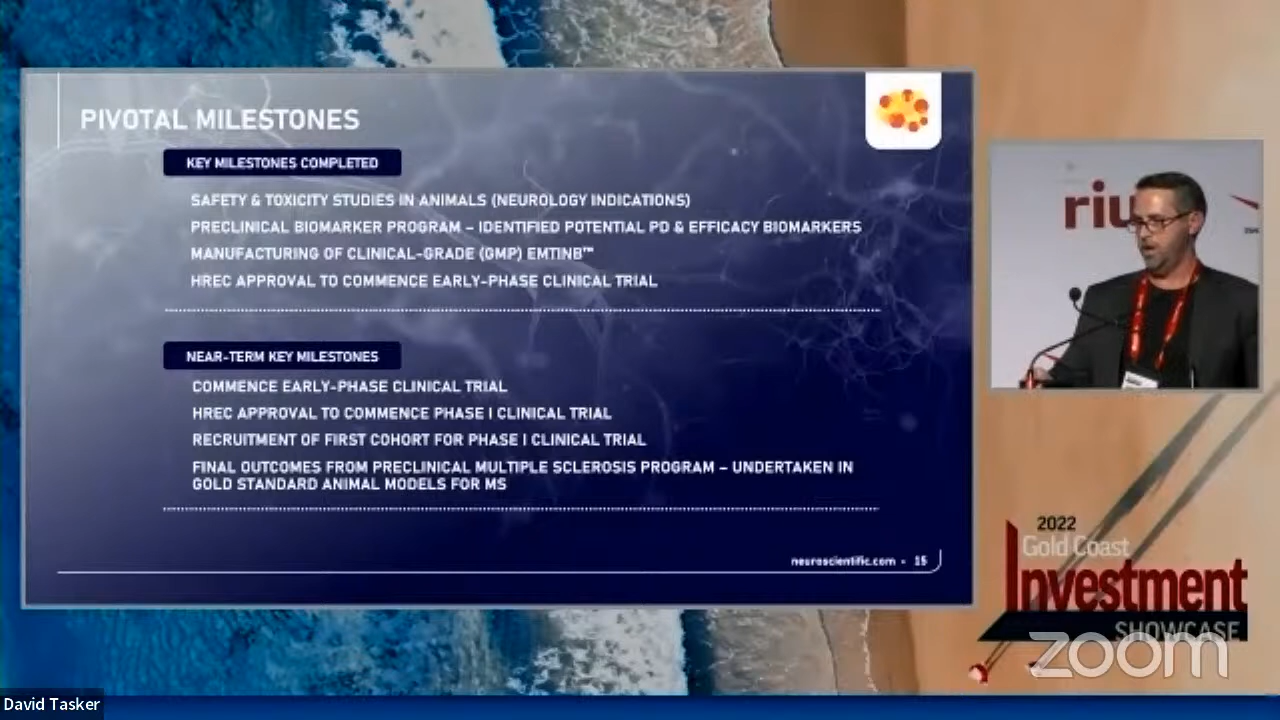 PIVOTAL MILESTONES
KEY MILESTONES COMPLETED
SAFETY & TOXICITY STUDIES IN ANIMALS (NEUROLOGY INDICATIONS)
PRECLINICAL BIOMARKER PROGRAM – IDENTIFIED POTENTIAL PD & EFFICACY BIOMARKERS
MANUFACTURING OF CLINICAL-GRADE (GMP) EMTINB™
HREC APPROVAL TO COMMENCE EARLY-PHASE CLINICAL TRIAL
NEAR-TERM KEY MILESTONES
COMMENCE EARLY-PHASE CLINICAL TRIAL
HREC APPROVAL TO COMMENCE PHASE I CLINICAL TRIAL
RECRUITMENT OF FIRST COHORT FOR PHASE I CLINICAL TRIAL
FINAL OUTCOMES FROM PRECLINICAL MULTIPLE SCLEROSIS PROGRAM – UNDERTAKEN IN
GOLD STANDARD ANIMAL MODELS FOR MS
neuroscientific.com - 15
riu
2022
Gold Coast
Investment
SHOWCASE
zoom
David Tasker